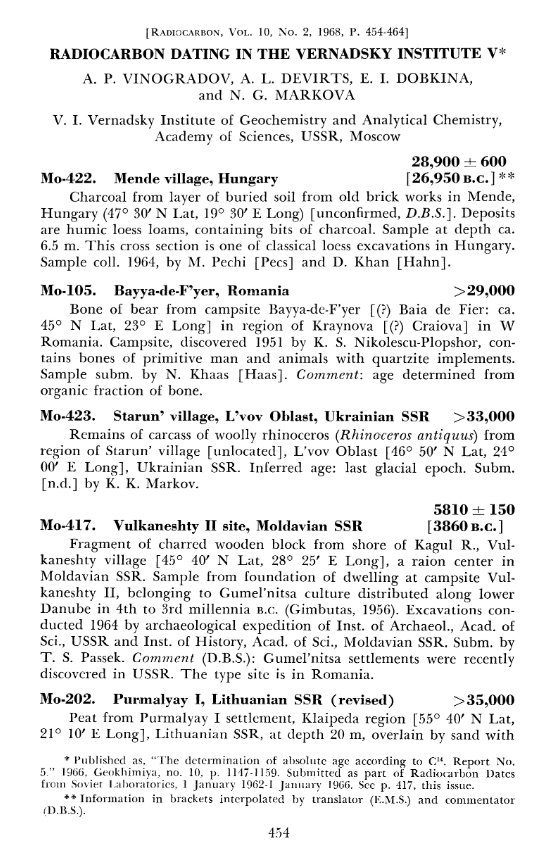 [RADIOCARBON, VOL. 10, NO. 2, 1968, P. 454-464]
RADIOCARBON DATING IN THE VERNADSKY INSTITUTE V*
A. P. VINOGRADOV, A. L. DEVIRTS, E. I. DOBKINA,
and N. G. MARKOVA
V. I. Vernadsky Institute of Geochemistry and Analytical Chemistry,
Academy of Sciences, USSR, Moscow
28,900 ± 600
Mo-422. Mende village, Hungary [26,950 B.C.]**
Charcoal from layer of buried soil from old brick works in Mende,
Hungary (47° 30′ N Lat, 19° 30′ E Long) [unconfirmed, D.B.S.]. Deposits
are humic loess loams, containing bits of charcoal. Sample at depth ca.
6.5 m. This cross section is one of classical loess excavations in Hungary.
Sample coll. 1964, by M. Pechi [Pecs] and D. Khan [Hahn].
Mo-105. Bayya-de-F'yer, Romania >29,000
Bone of bear from campsite Bayya-de-F'yer [(?) Baia de Fier: ca.
45° N Lat, 23° E Long] in region of Kraynova [(?) Craiova] in W
Romania. Campsite, discovered 1951 by K. S. Nikolescu-Plopshor, con-
tains bones of primitive man and animals with quartzite implements.
Sample subm. by N. Khaas [Haas]. Comment: age determined from
organic fraction of bone.
Mo-423. Starun' village, L'vov Oblast, Ukrainian SSR >33,000
Remains of carcass of woolly rhinoceros (Rhinoceros antiquus) from
region of Starun' village [unlocated], L'vov Oblast [46° 50′ N Lat, 24°
00′ E Long], Ukrainian SSR. Inferred age: last glacial epoch. Subm.
[n.d.] by K. K. Markov.
5810 ± 150
Mo-417. Vulkaneshty II site, Moldavian SSR [3860 B.C.]
Fragment of charred wooden block from shore of Kagul R., Vul-
kaneshty village [45° 40′ N Lat, 28° 25′ E Long], a raion center in
Moldavian SSR. Sample from foundation of dwelling at campsite Vul-
kaneshty II, belonging to Gumel'nitsa culture distributed along lower
Danube in 4th to 3rd millennia B.C. (Gimbutas, 1956). Excavations con-
ducted 1964 by archaeological expedition of Inst. of Archaeol., Acad. of
Sci., USSR and Inst. of History, Acad. of Sci., Moldavian SSR. Subm. by
T. S. Passek. Comment (D.B.S.): Gumel'nitsa settlements were recently
discovered in USSR. The type site is in Romania.
Mo-202. Purmalyay I, Lithuanian SSR (revised) >35,000
Peat from Purmalyay I settlement, Klaipeda region [55° 40′ N Lat,
21° 10′ E Long], Lithuanian SSR, at depth 20 m, overlain by sand with
* Published as, "The determination of absolute age according to C¹⁴. Report No.
5." 1966, Geokhimiya, no. 10, p. 1147-1159. Submitted as part of Radiocarbon Dates
from Soviet Laboratories, 1 January 1962-1 January 1966. See p. 417, this issue.
** Information in brackets interpolated by translator (E.M.S.) and commentator
(D.B.S.).
454